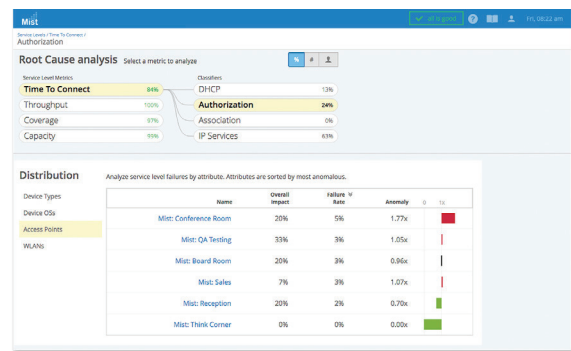 Mist
all is good
?
Fri, 08:22 am
Service Levels / Time To Connect /
Authorization
Root Cause analysis Select a metric to analyze
% #
Service Level Metrics
Classifiers
Time To Connect 84%
DHCP 13%
Throughput 100%
Authorization 24%
Coverage 97%
Association 0%
Capacity 99%
IP Services 63%
Distribution
Analyze service level failures by attribute. Attributes are sorted by most anomalous.
Device Types
Device OSs
Access Points
WLANs
Name Overall Impact Failure Rate Anomaly 0 1x
Mist: Conference Room 20% 5% 1.77x
Mist: QA Testing 33% 3% 1.05x
Mist: Board Room 20% 3% 0.96x
Mist: Sales 7% 3% 1.07x
Mist: Reception 20% 2% 0.70x
Mist: Think Corner 0% 0% 0.00x